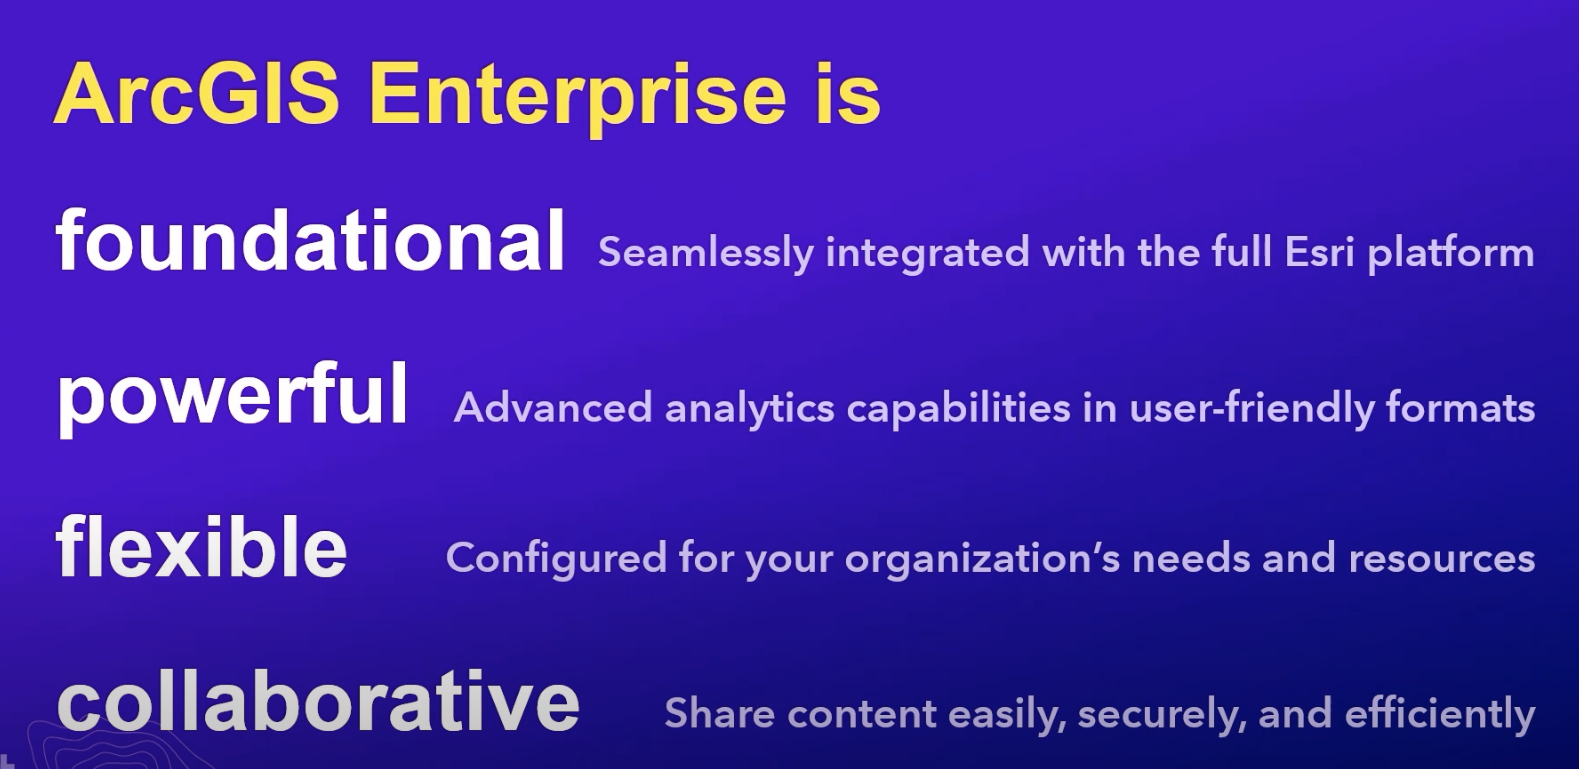 ArcGIS Enterprise is
foundational Seamlessly integrated with the full Esri platform
powerful Advanced analytics capabilities in user-friendly formats
flexible Configured for your organization’s needs and resources
collaborative Share content easily, securely, and efficiently